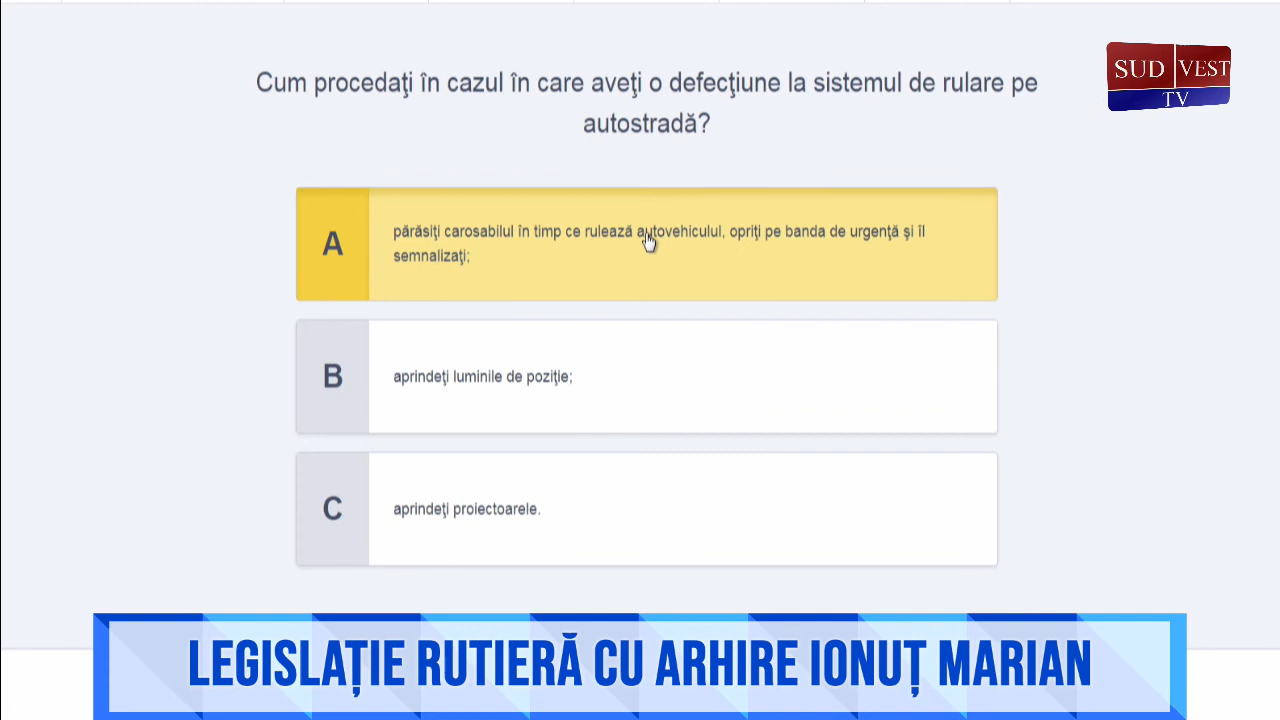 Cum procedaţi în cazul în care aveţi o defecţiune la sistemul de rulare pe
autostradă?
SUD VEST
TV
A
părăsiţi carosabilul în timp ce rulează autovehiculul, opriţi pe banda de urgenţă şi îl
semnalizaţi;
B
aprindeţi luminile de poziţie;
C
aprindeţi proiectoarele.
LEGISLAȚIE RUTIERĂ CU ARHIRE IONUȚ MARIAN